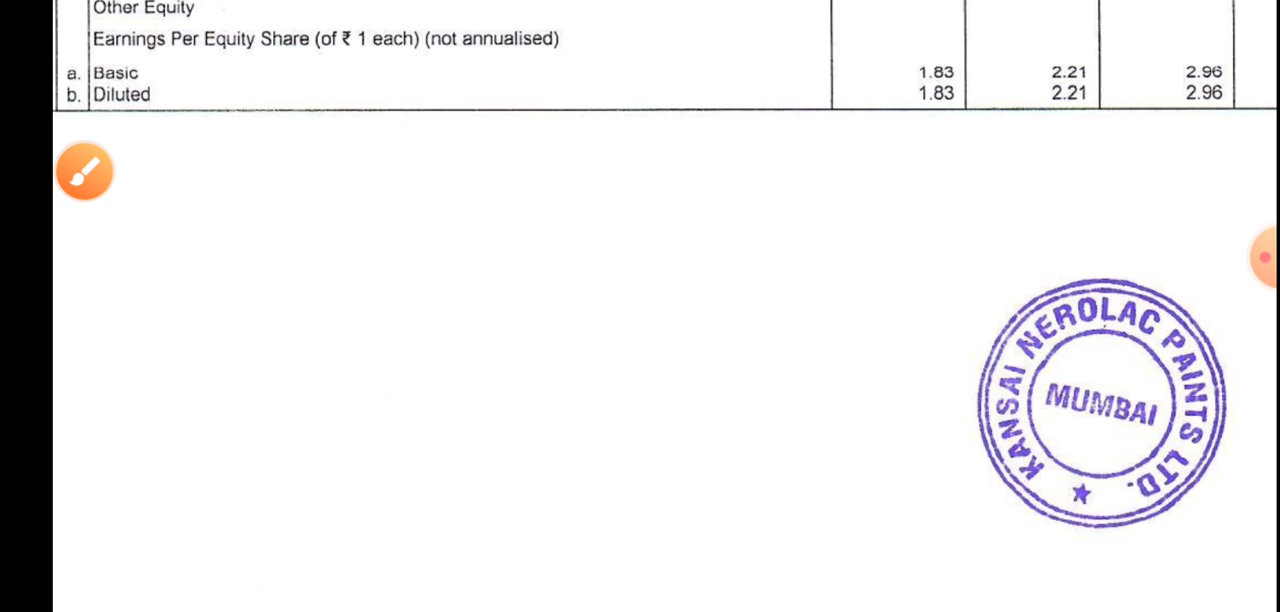 Other Equity
Earnings Per Equity Share (of ₹ 1 each) (not annualised)
a. Basic 1.83 2.21 2.96
b. Diluted 1.83 2.21 2.96
KANSAI NEROLAC PAINTS LTD.
MUMBAI